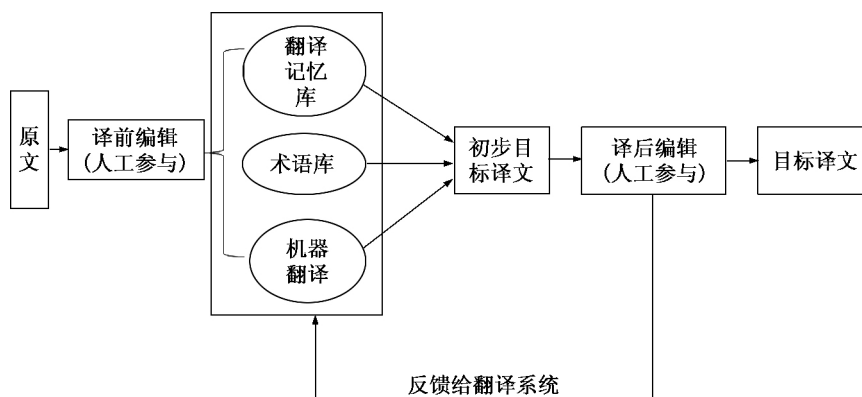 原
文
译前编辑
(人工参与)
翻译
记忆
库
术语库
机器
翻译
初步目
标译文
译后编辑
(人工参与)
目标译文
反馈给翻译系统